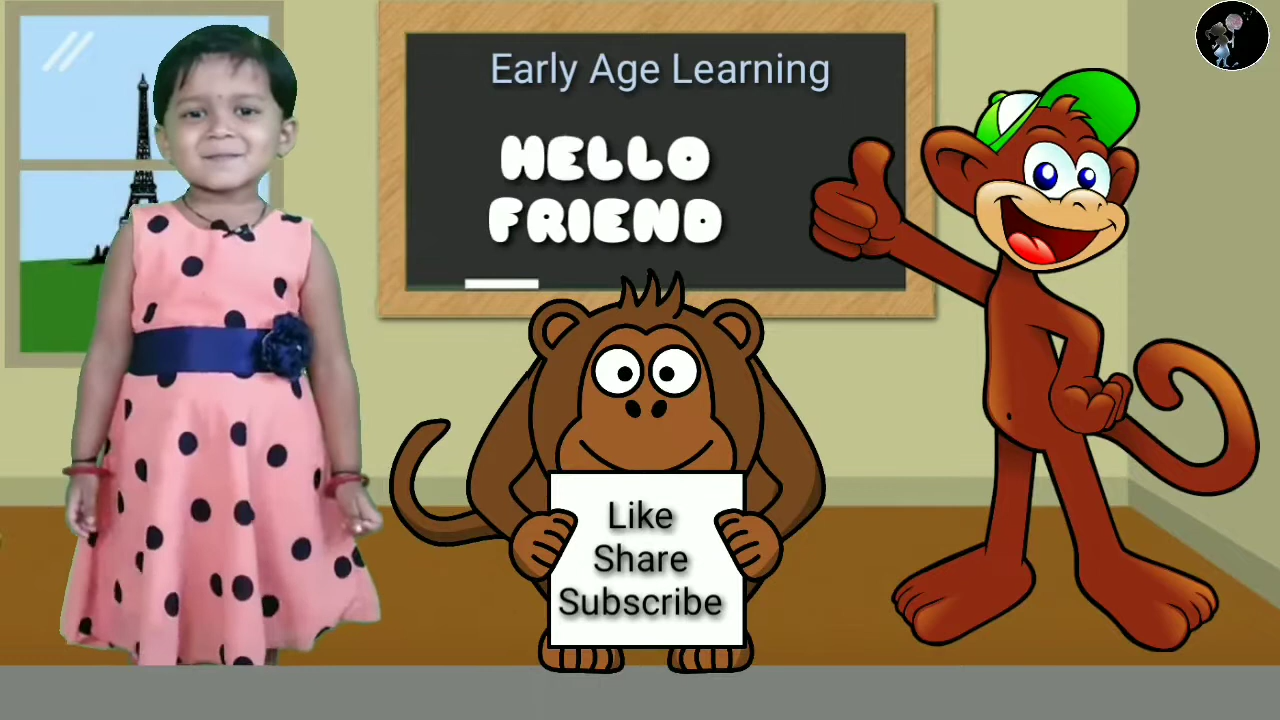 Early Age Learning
HELLO
FRIEND
Like
Share
Subscribe